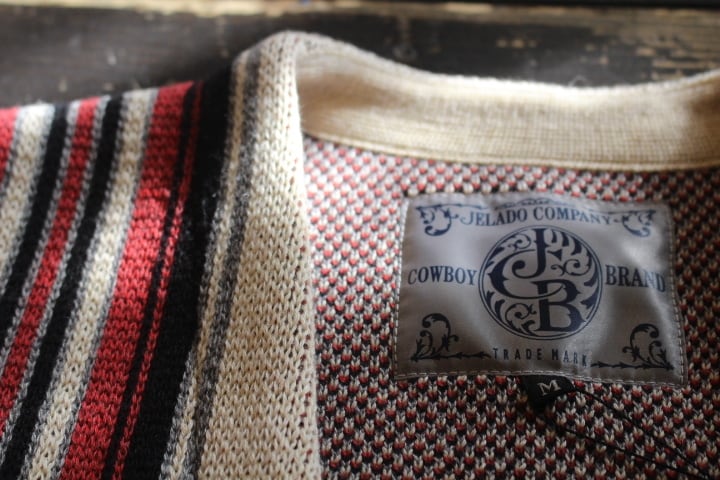 JELADO COMPANY
COWBOY JCB BRAND
TRADE MARK
M